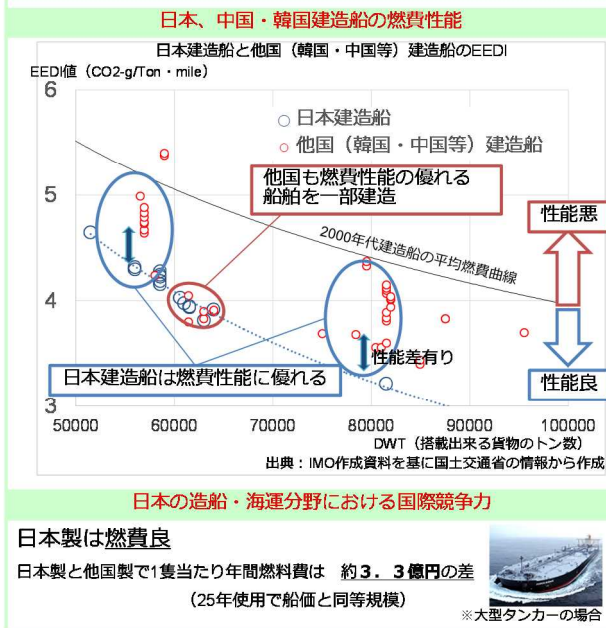 日本、中国・韓国建造船の燃費性能
日本建造船と他国（韓国・中国等）建造船のEEDI
EEDI値（CO2-g/Ton・mile）
6
○ 日本建造船
○ 他国（韓国・中国等）建造船
他国も燃費性能の優れる
船舶を一部建造
5
性能悪
2000年代建造船の平均燃費曲線
4
性能差有り
日本建造船は燃費性能に優れる
性能良
3
50000 60000 70000 80000 90000 100000
DWT（搭載出来る貨物のトン数）
出典：IMO作成資料を基に国土交通省の情報から作成
日本の造船・海運分野における国際競争力
日本製は燃費良
日本製と他国製で1隻当たり年間燃料費は 約３．３億円の差
（25年使用で船価と同等規模）
※大型タンカーの場合